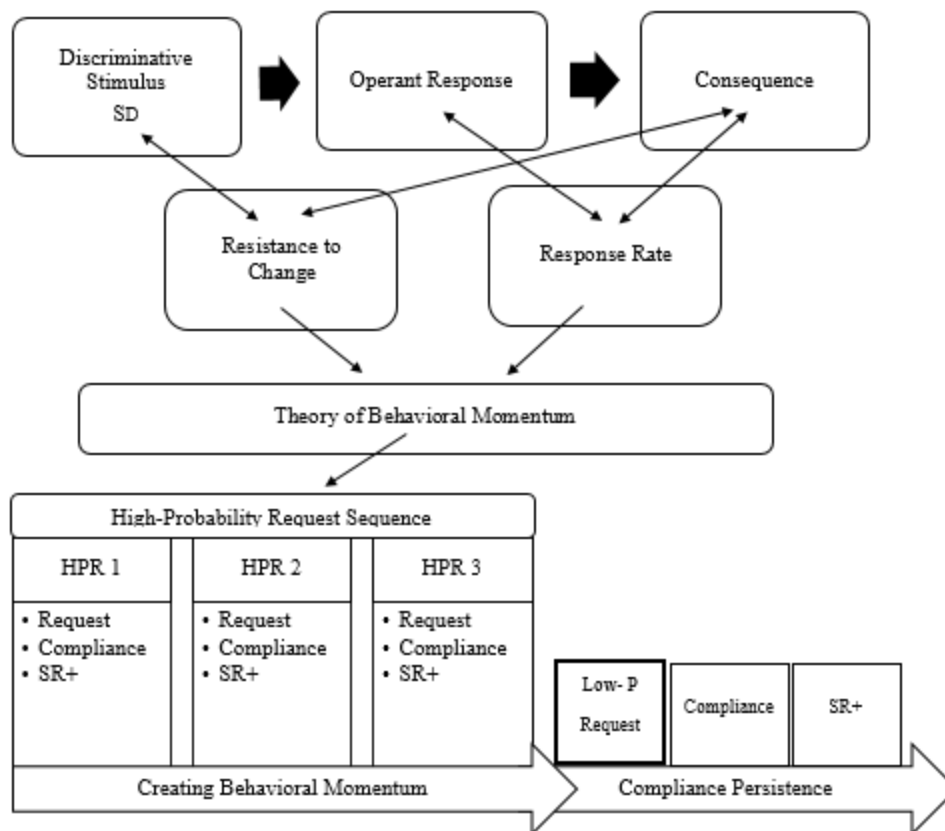 Discriminative
Stimulus
SD
Operant Response
Consequence
Resistance to
Change
Response Rate
Theory of Behavioral Momentum
High-Probability Request Sequence
HPR 1
• Request
• Compliance
• SR+
HPR 2
• Request
• Compliance
• SR+
HPR 3
• Request
• Compliance
• SR+
Low- P
Request
Compliance
SR+
Creating Behavioral Momentum
Compliance Persistence